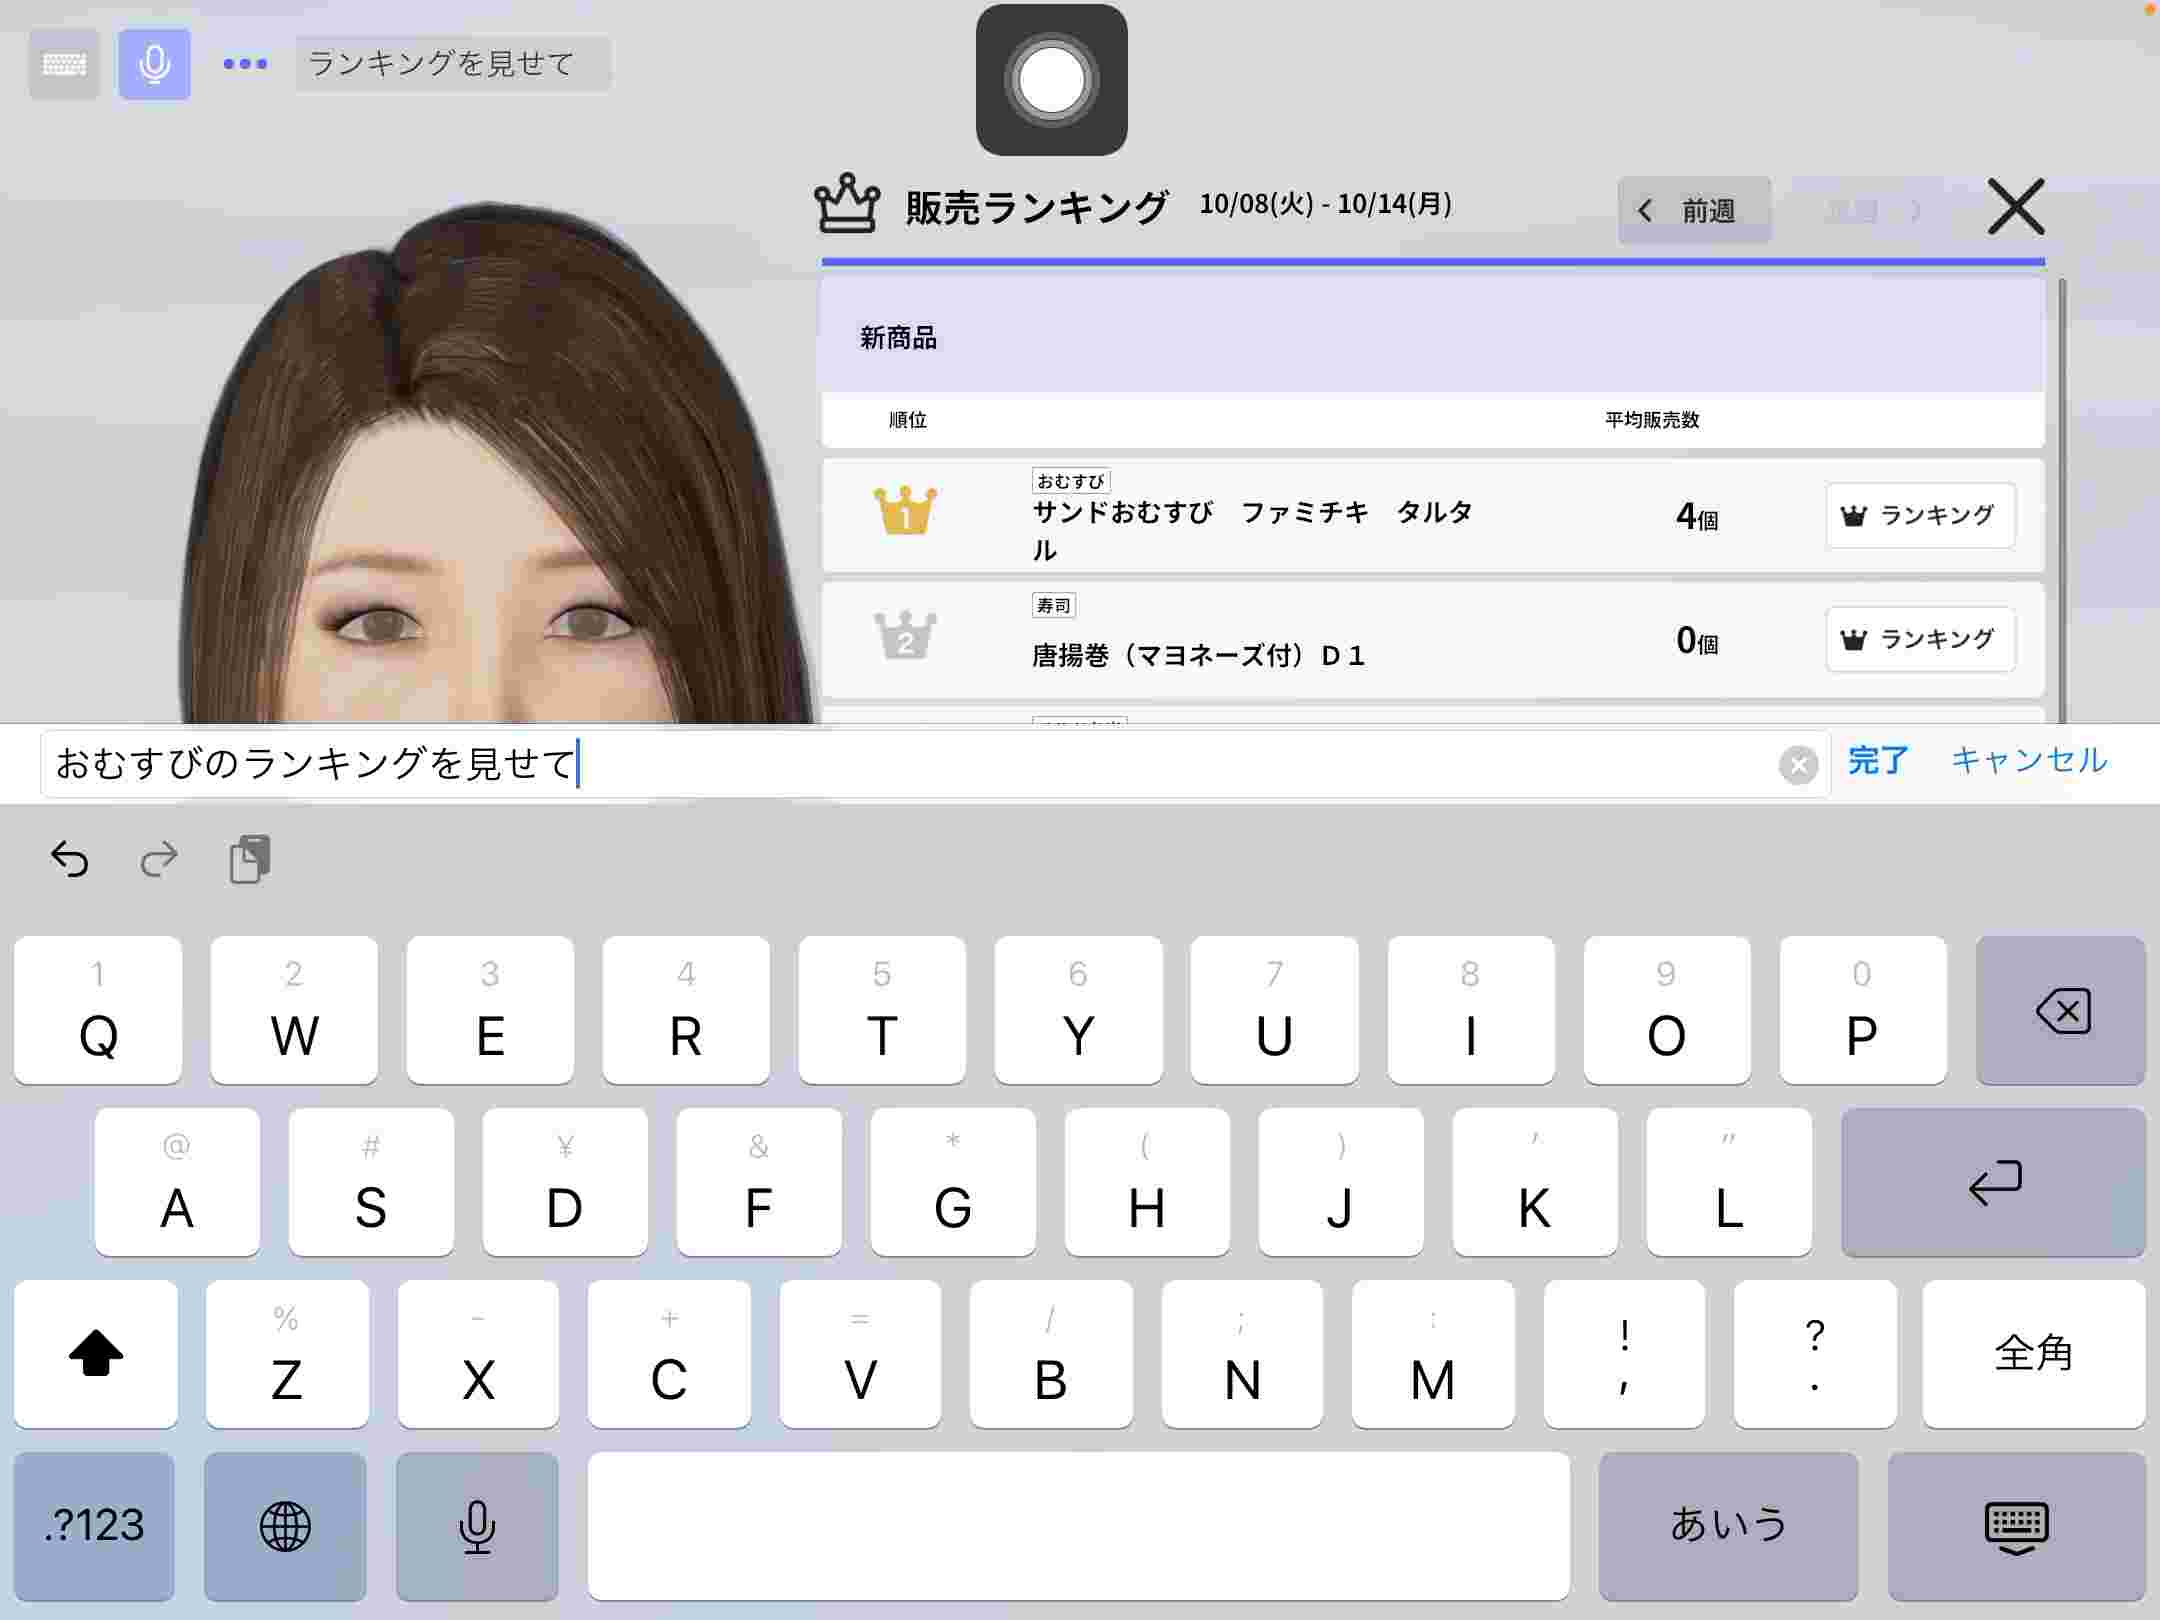 ランキングを見せて
販売ランキング 10/08(火) - 10/14(月)
前週
新商品
順位 平均販売数
1
おむすび
サンドおむすび ファミチキ タルタ
ル
4個
ランキング
2
寿司
唐揚巻（マヨネーズ付）D１
0個
ランキング
おむすびのランキングを見せて
完了 キャンセル
1 2 3 4 5 6 7 8 9 0
Q W E R T Y U I O P
@ # ¥ & * ( ) ’ ”
A S D F G H J K L
% - + = / ; : ! ?
Z X C V B N M , . 全角
.?123 あいう